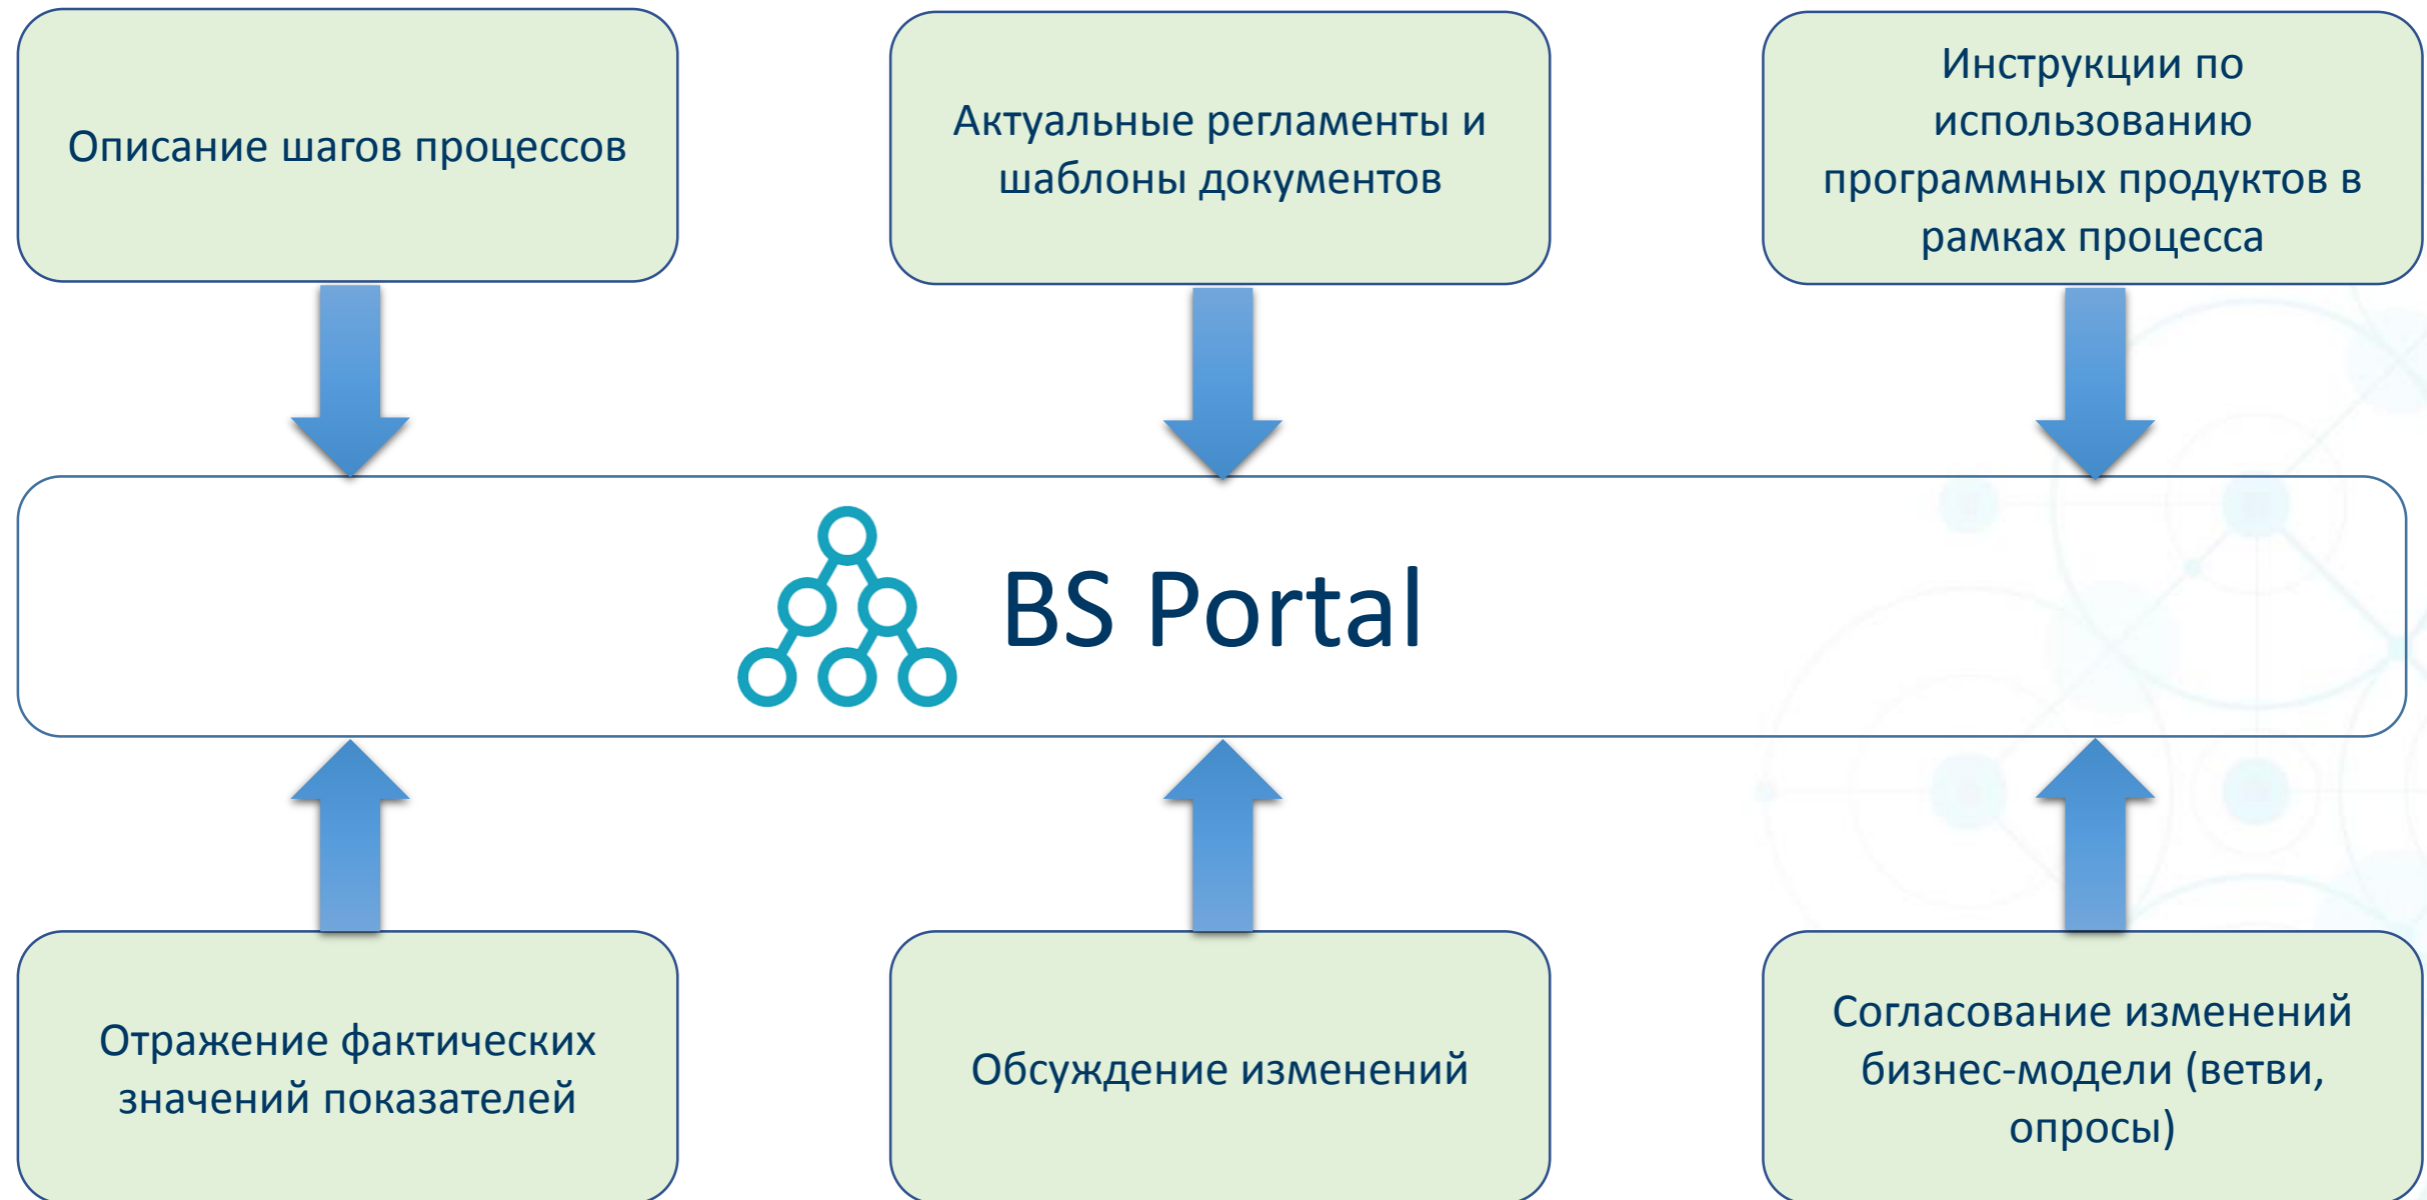 Описание шагов процессов
Актуальные регламенты и
шаблоны документов
Инструкции по
использованию
программных продуктов в
рамках процесса
BS Portal
Отражение фактических
значений показателей
Обсуждение изменений
Согласование изменений
бизнес-модели (ветви,
опросы)